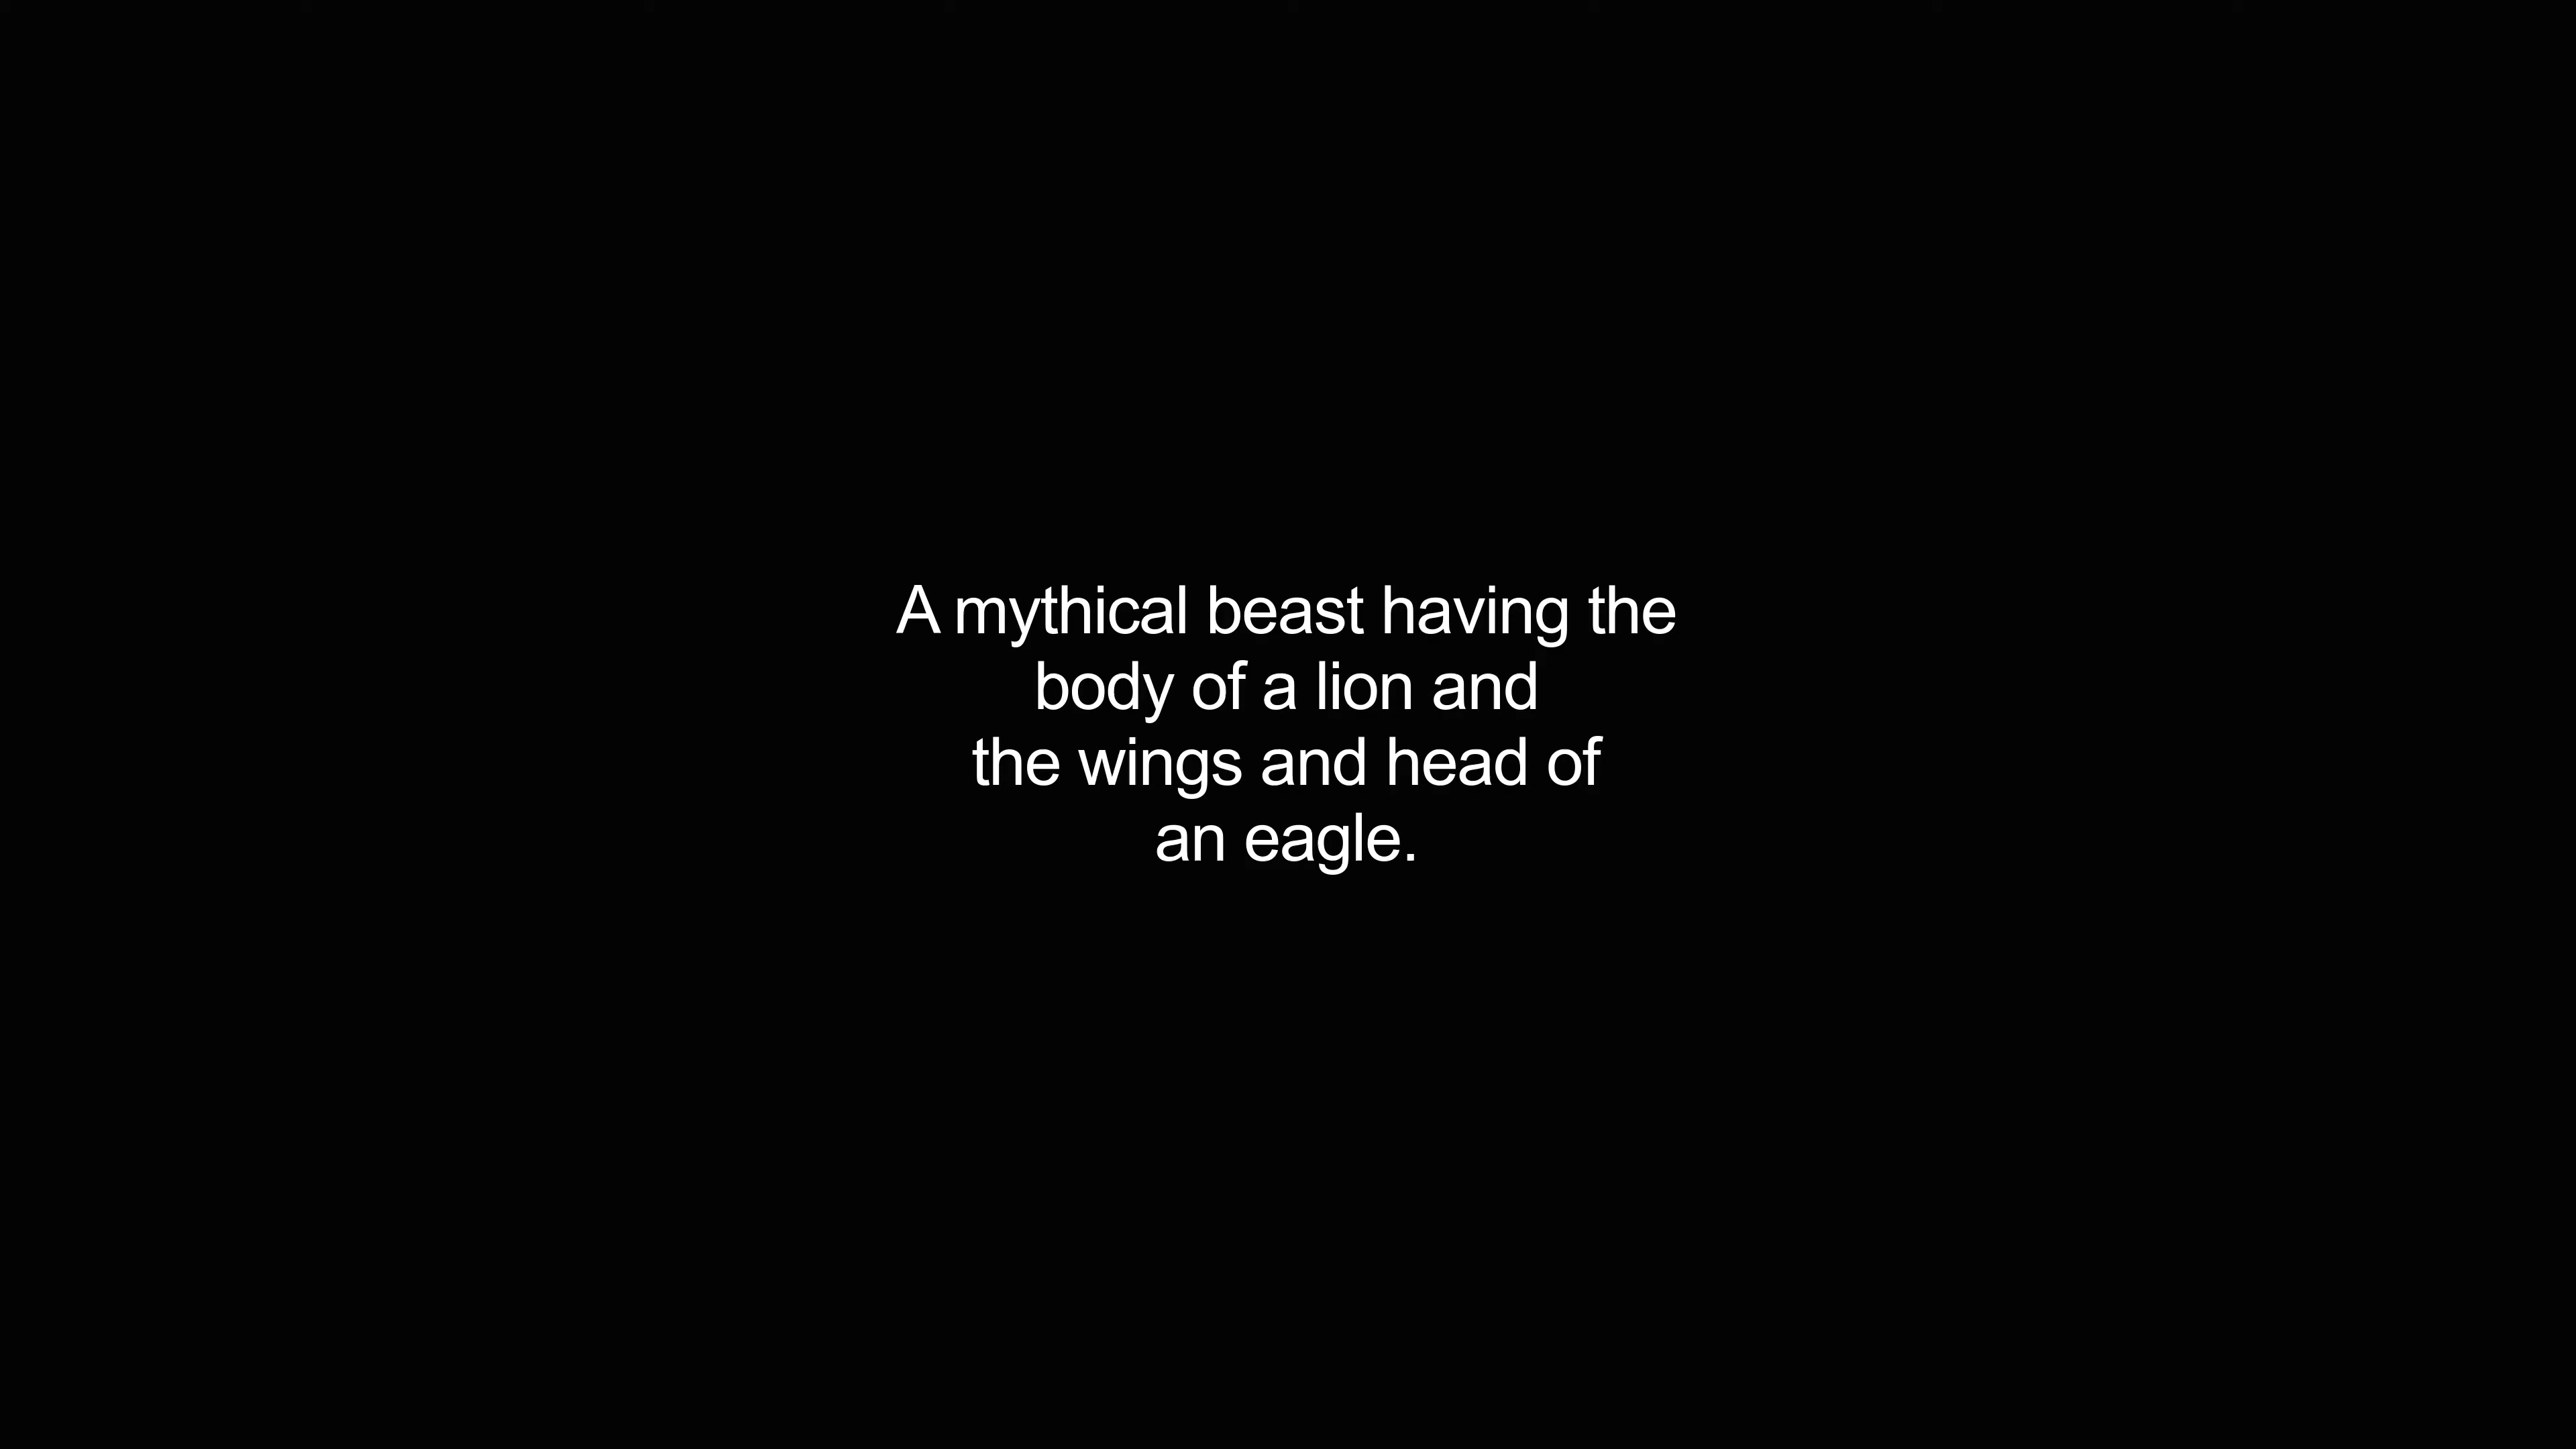 A mythical beast having the
body of a lion and
the wings and head of
an eagle.